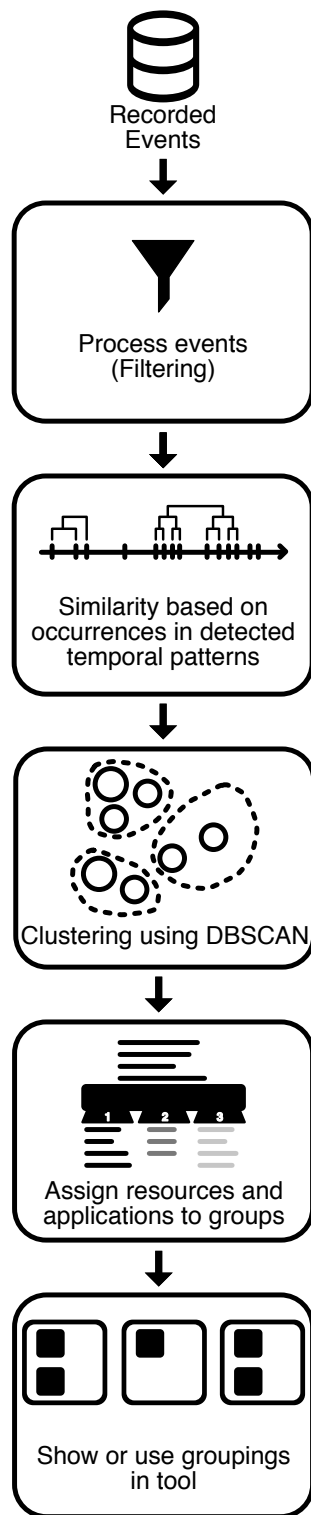 Recorded
Events
Process events
(Filtering)
Similarity based on
occurrences in detected
temporal patterns
Clustering using DBSCAN
1 2 3
Assign resources and
applications to groups
Show or use groupings
in tool